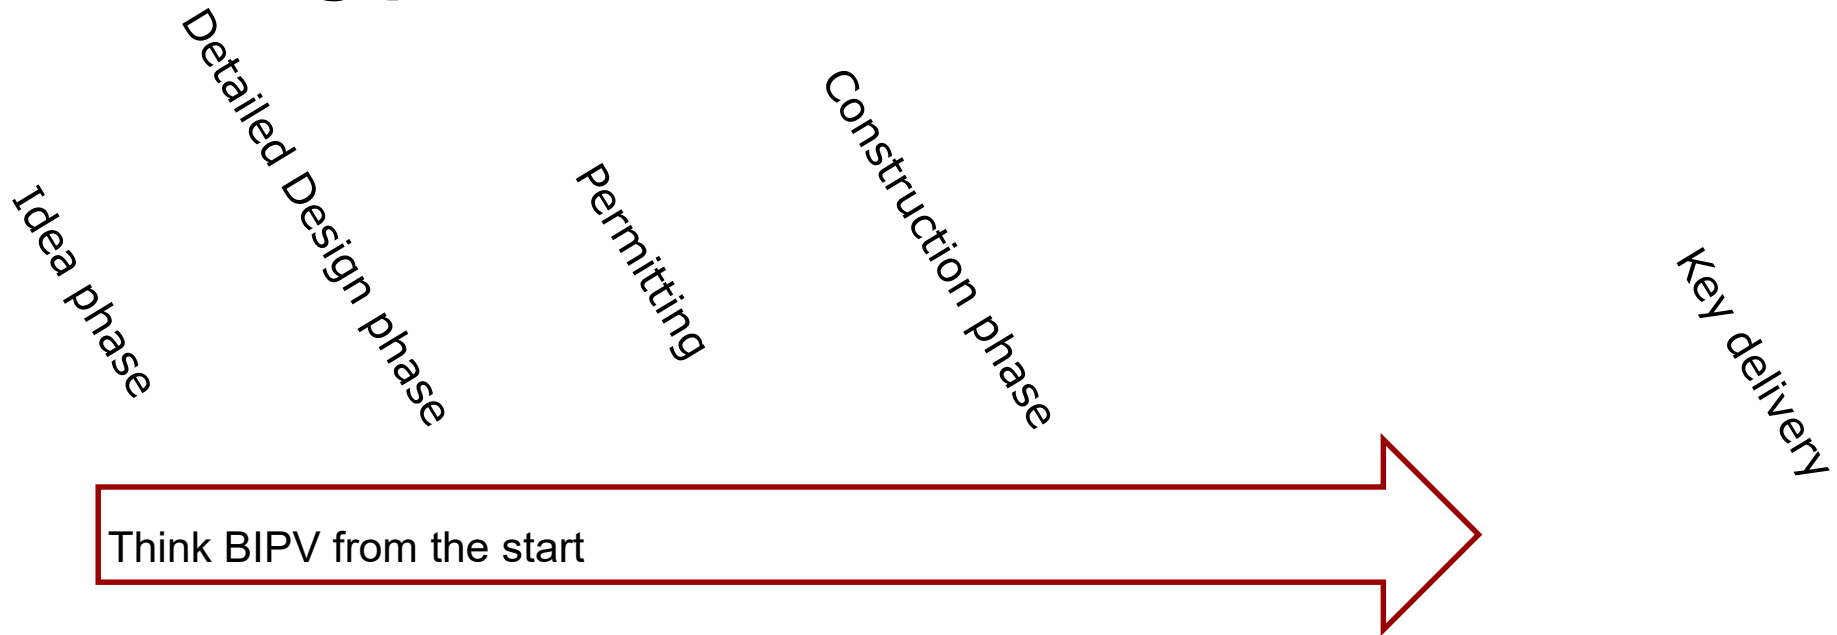 Idea phase
Detailed Design phase
Permitting
Construction phase
Key delivery
Think BIPV from the start